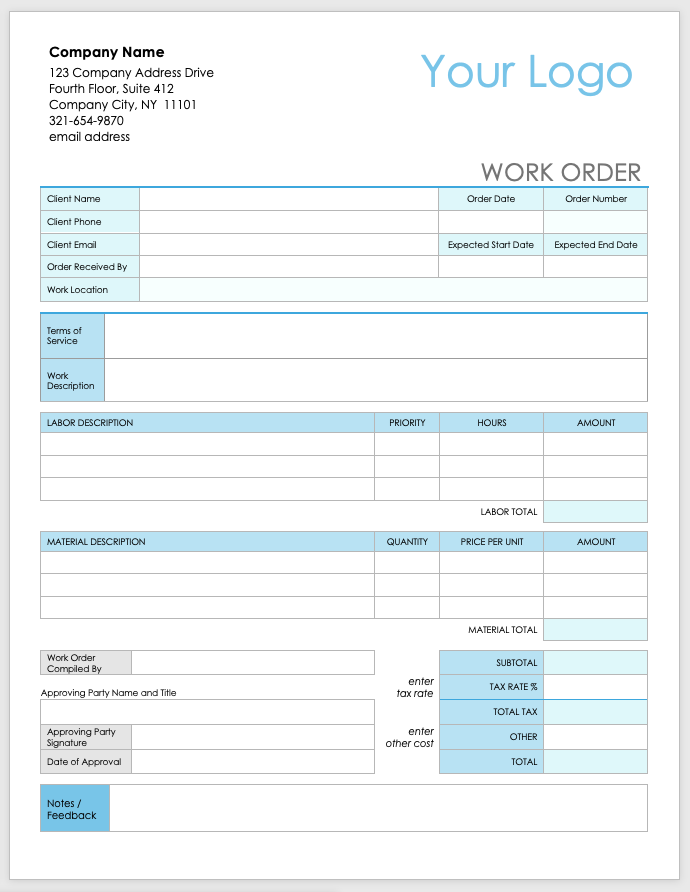 Company Name
123 Company Address Drive
Fourth Floor, Suite 412
Company City, NY  11101
321-654-9870
email address
Your Logo
WORK ORDER
Client Name
Order Date
Order Number
Client Phone
Client Email
Expected Start Date
Expected End Date
Order Received By
Work Location
Terms of
Service
Work
Description
LABOR DESCRIPTION
PRIORITY
HOURS
AMOUNT
LABOR TOTAL
MATERIAL DESCRIPTION
QUANTITY
PRICE PER UNIT
AMOUNT
MATERIAL TOTAL
Work Order
Compiled By
Approving Party Name and Title
Approving Party
Signature
Date of Approval
enter
tax rate
enter
other cost
SUBTOTAL
TAX RATE %
TOTAL TAX
OTHER
TOTAL
Notes /
Feedback